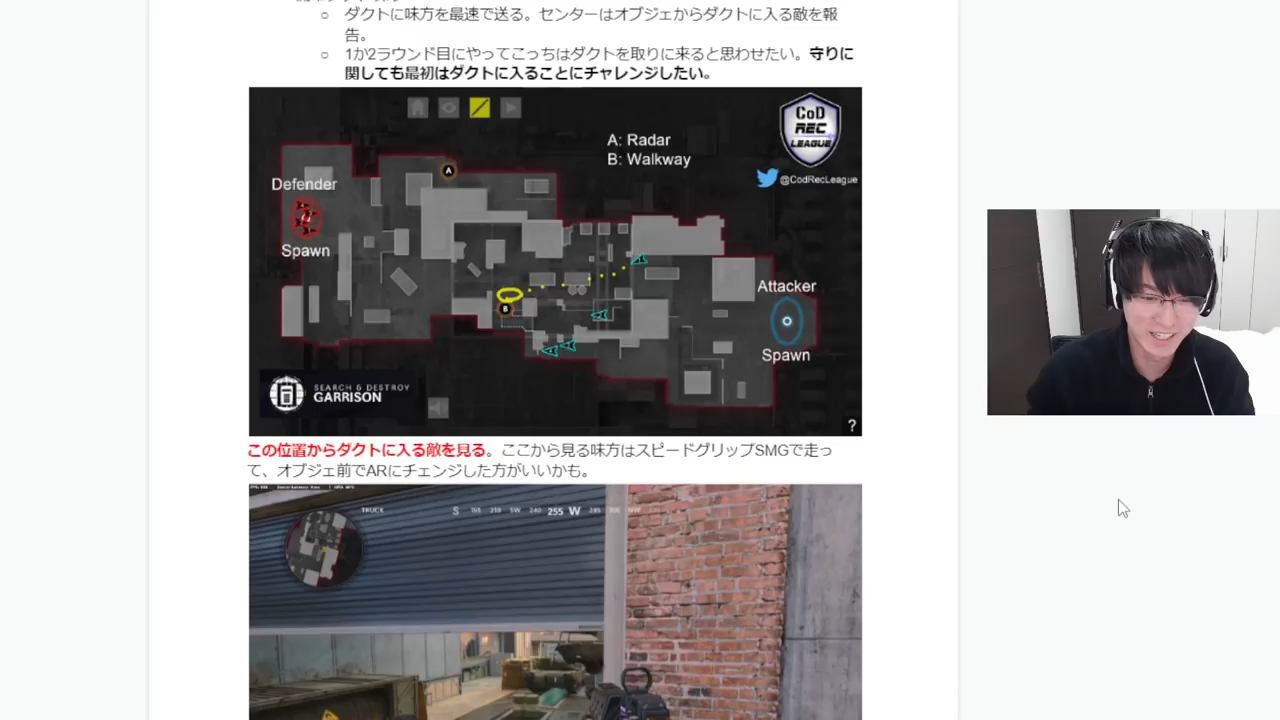 ダクトに味方を最速で送る。センターはオブジェからダクトに入る敵を報
告。
1か2ラウンド目にやってこっちはダクトを取りに来ると思わせたい。守りに
関しても最初はダクトに入ることにチャレンジしたい。
A: Radar
B: Walkway
CoD
REC
LEAGUE
@CodRecLeague
A
Defender
Spawn
B
Attacker
Spawn
SEARCH & DESTROY
GARRISON
?
この位置からダクトに入る敵を見る。ここから見る味方はスピードグリップSMGで走っ
て、オブジェ前でARにチェンジした方がいいかも。
TRUCK
S 195 210 SW 240 255 W 285 300 NW